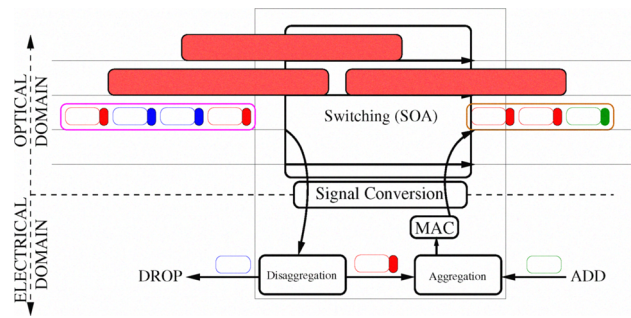 OPTICAL
DOMAIN
Switching (SOA)
Signal Conversion
ELECTRICAL
DOMAIN
MAC
DROP
Disaggregation
Aggregation
ADD